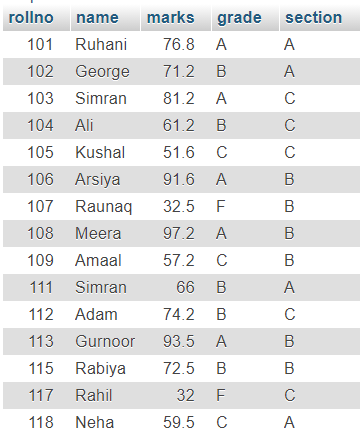 rollno name marks grade section
101 Ruhani 76.8 A A
102 George 71.2 B A
103 Simran 81.2 A C
104 Ali 61.2 B C
105 Kushal 51.6 C C
106 Arsiya 91.6 A B
107 Raunaq 32.5 F B
108 Meera 97.2 A B
109 Amaal 57.2 C B
111 Simran 66 B A
112 Adam 74.2 B C
113 Gurnoor 93.5 A B
115 Rabiya 72.5 B B
117 Rahil 32 F C
118 Neha 59.5 C A